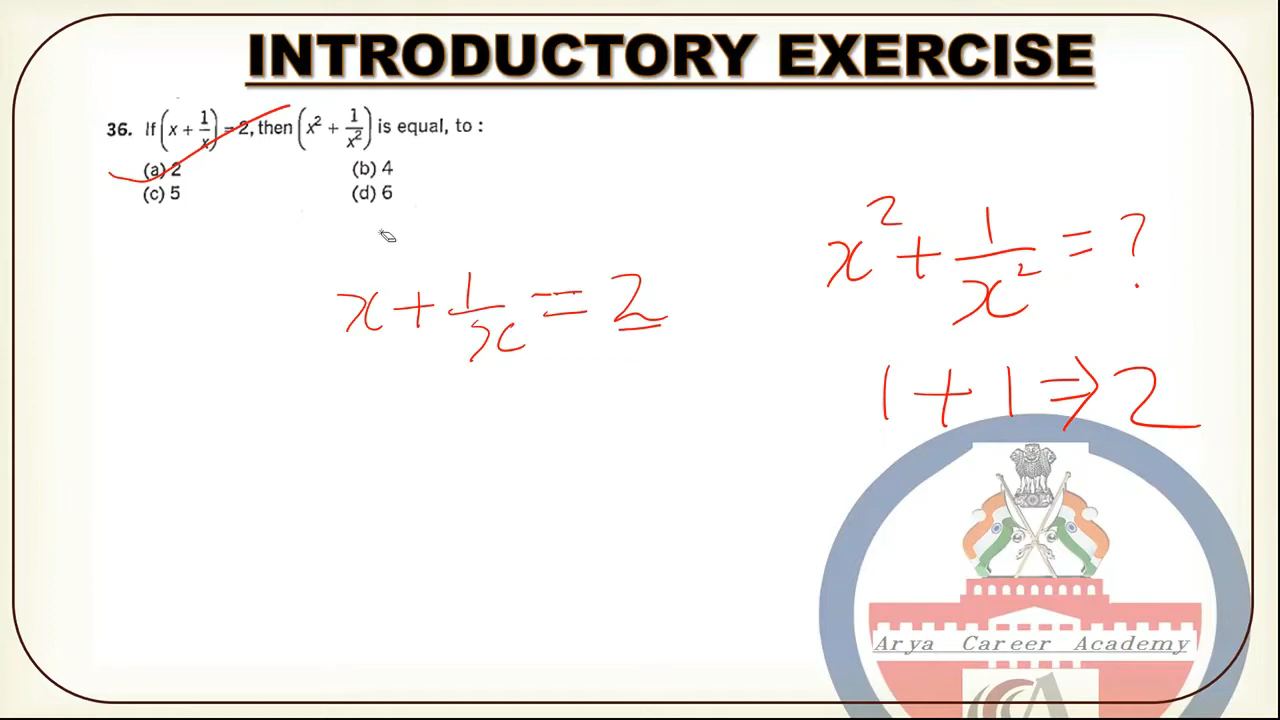 INTRODUCTORY EXERCISE
36. If (x + 1/x) = 2, then (x² + 1/x²) is equal, to :
(a) 2 (b) 4
(c) 5 (d) 6
x² + 1/x² = ?
x + 1/x = 2
1 + 1 ⇒ 2
Arya Career Academy